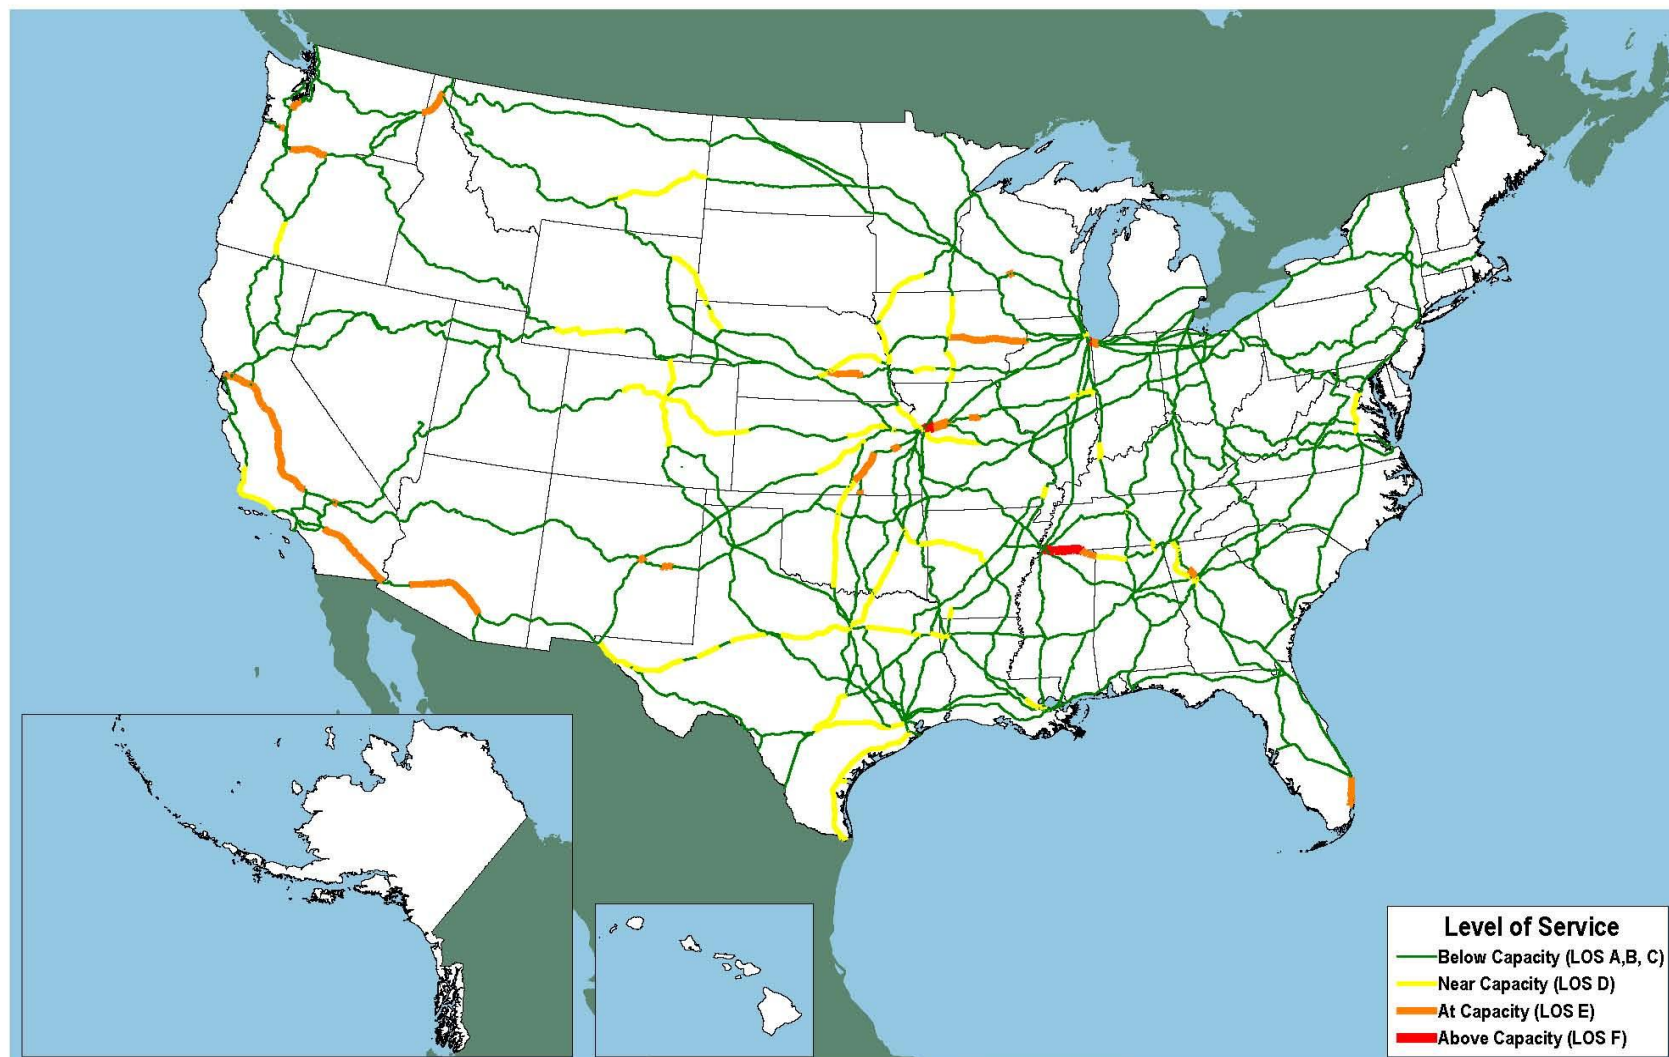 Level of Service
Below Capacity (LOS A,B, C)
Near Capacity (LOS D)
At Capacity (LOS E)
Above Capacity (LOS F)